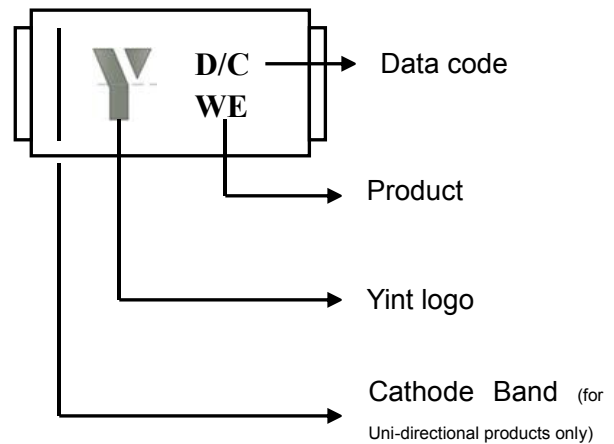 D/C
Data code
WE
Product
Yint logo
Cathode Band (for
Uni-directional products only)